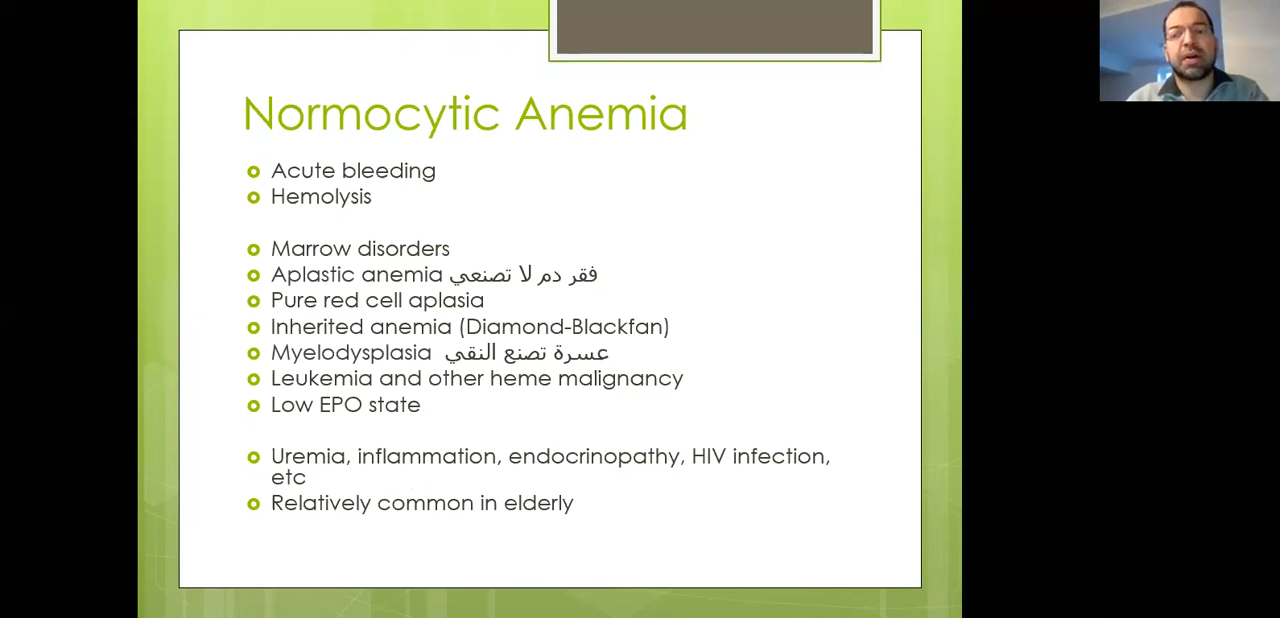 Normocytic Anemia
Acute bleeding
Hemolysis
Marrow disorders
Aplastic anemia فقر دم لا تصنعي
Pure red cell aplasia
Inherited anemia (Diamond-Blackfan)
Myelodysplasia عسرة تصنع النقي
Leukemia and other heme malignancy
Low EPO state
Uremia, inflammation, endocrinopathy, HIV infection,
etc
Relatively common in elderly